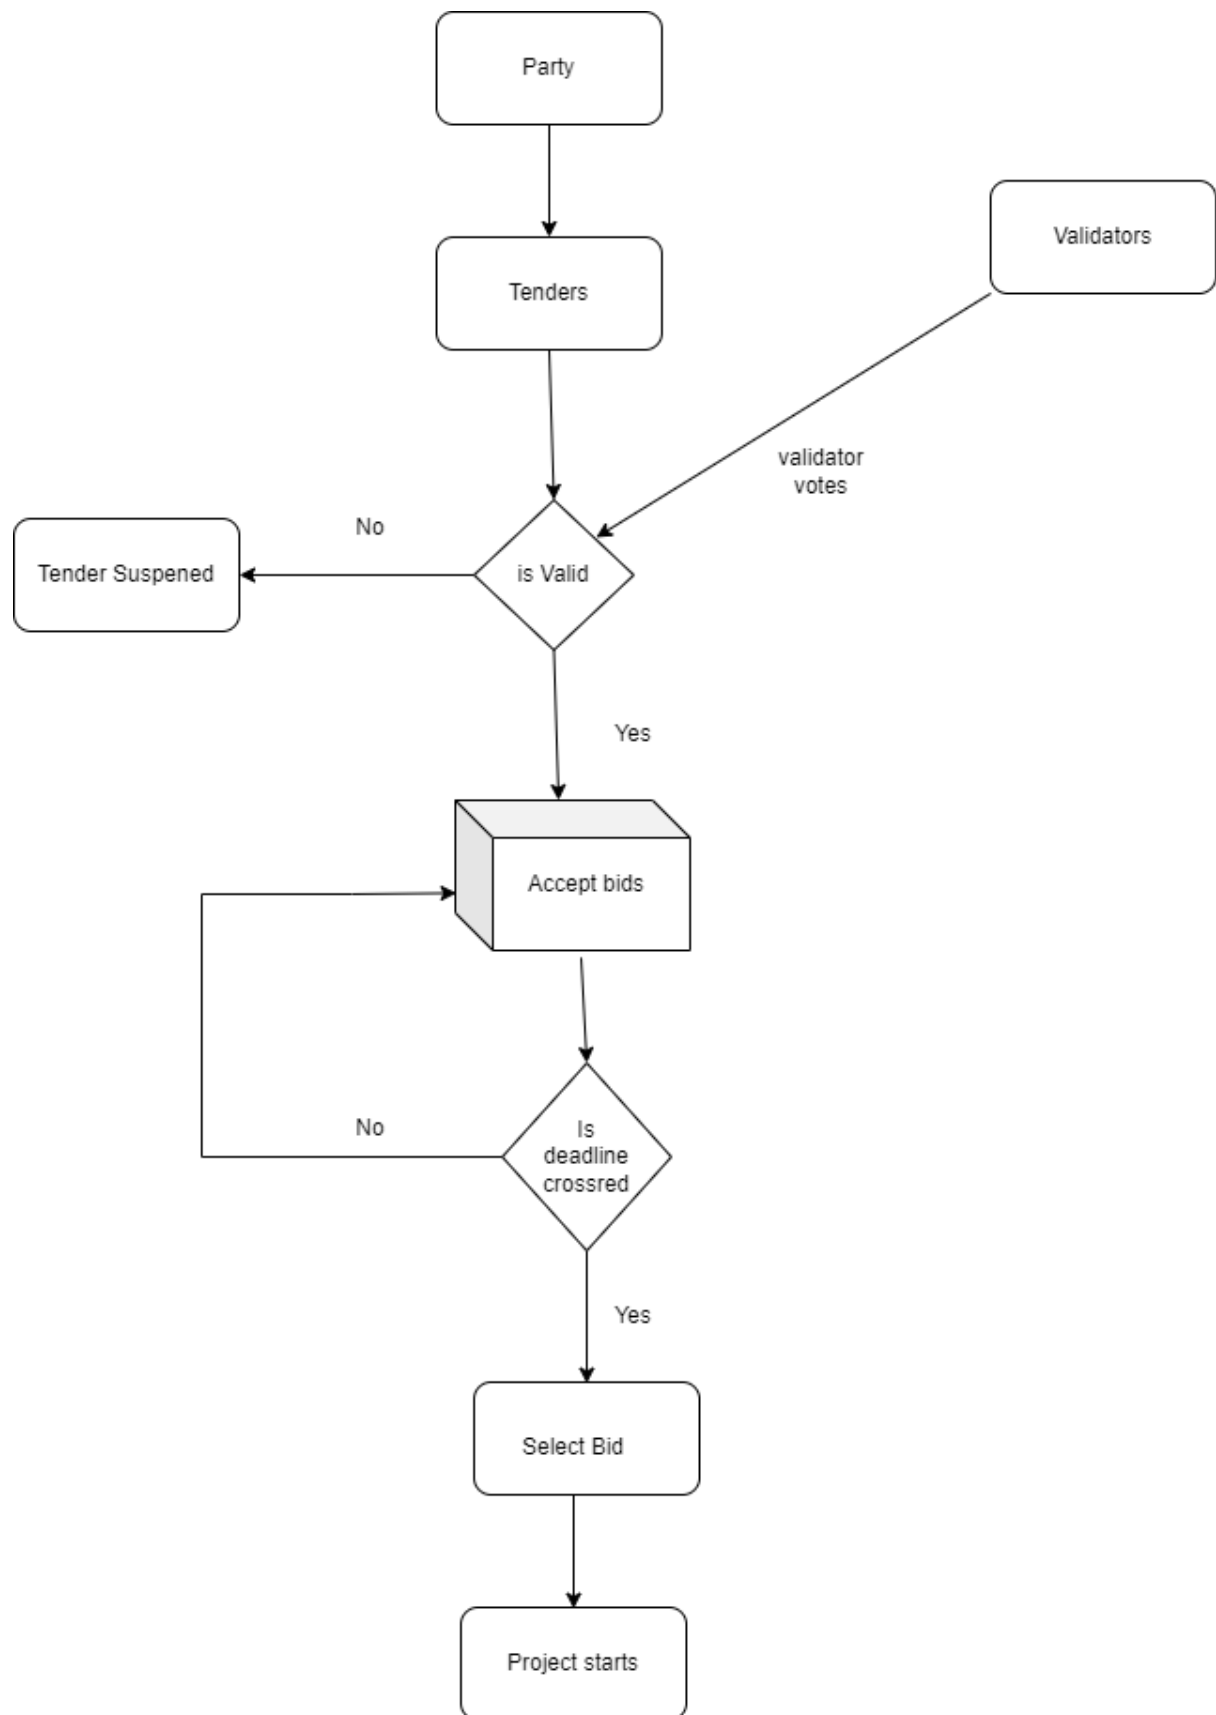 Party
Validators
Tenders
validator
votes
No
Tender Suspened
is Valid
Yes
Accept bids
No
Is
deadline
crossred
Yes
Select Bid
Project starts